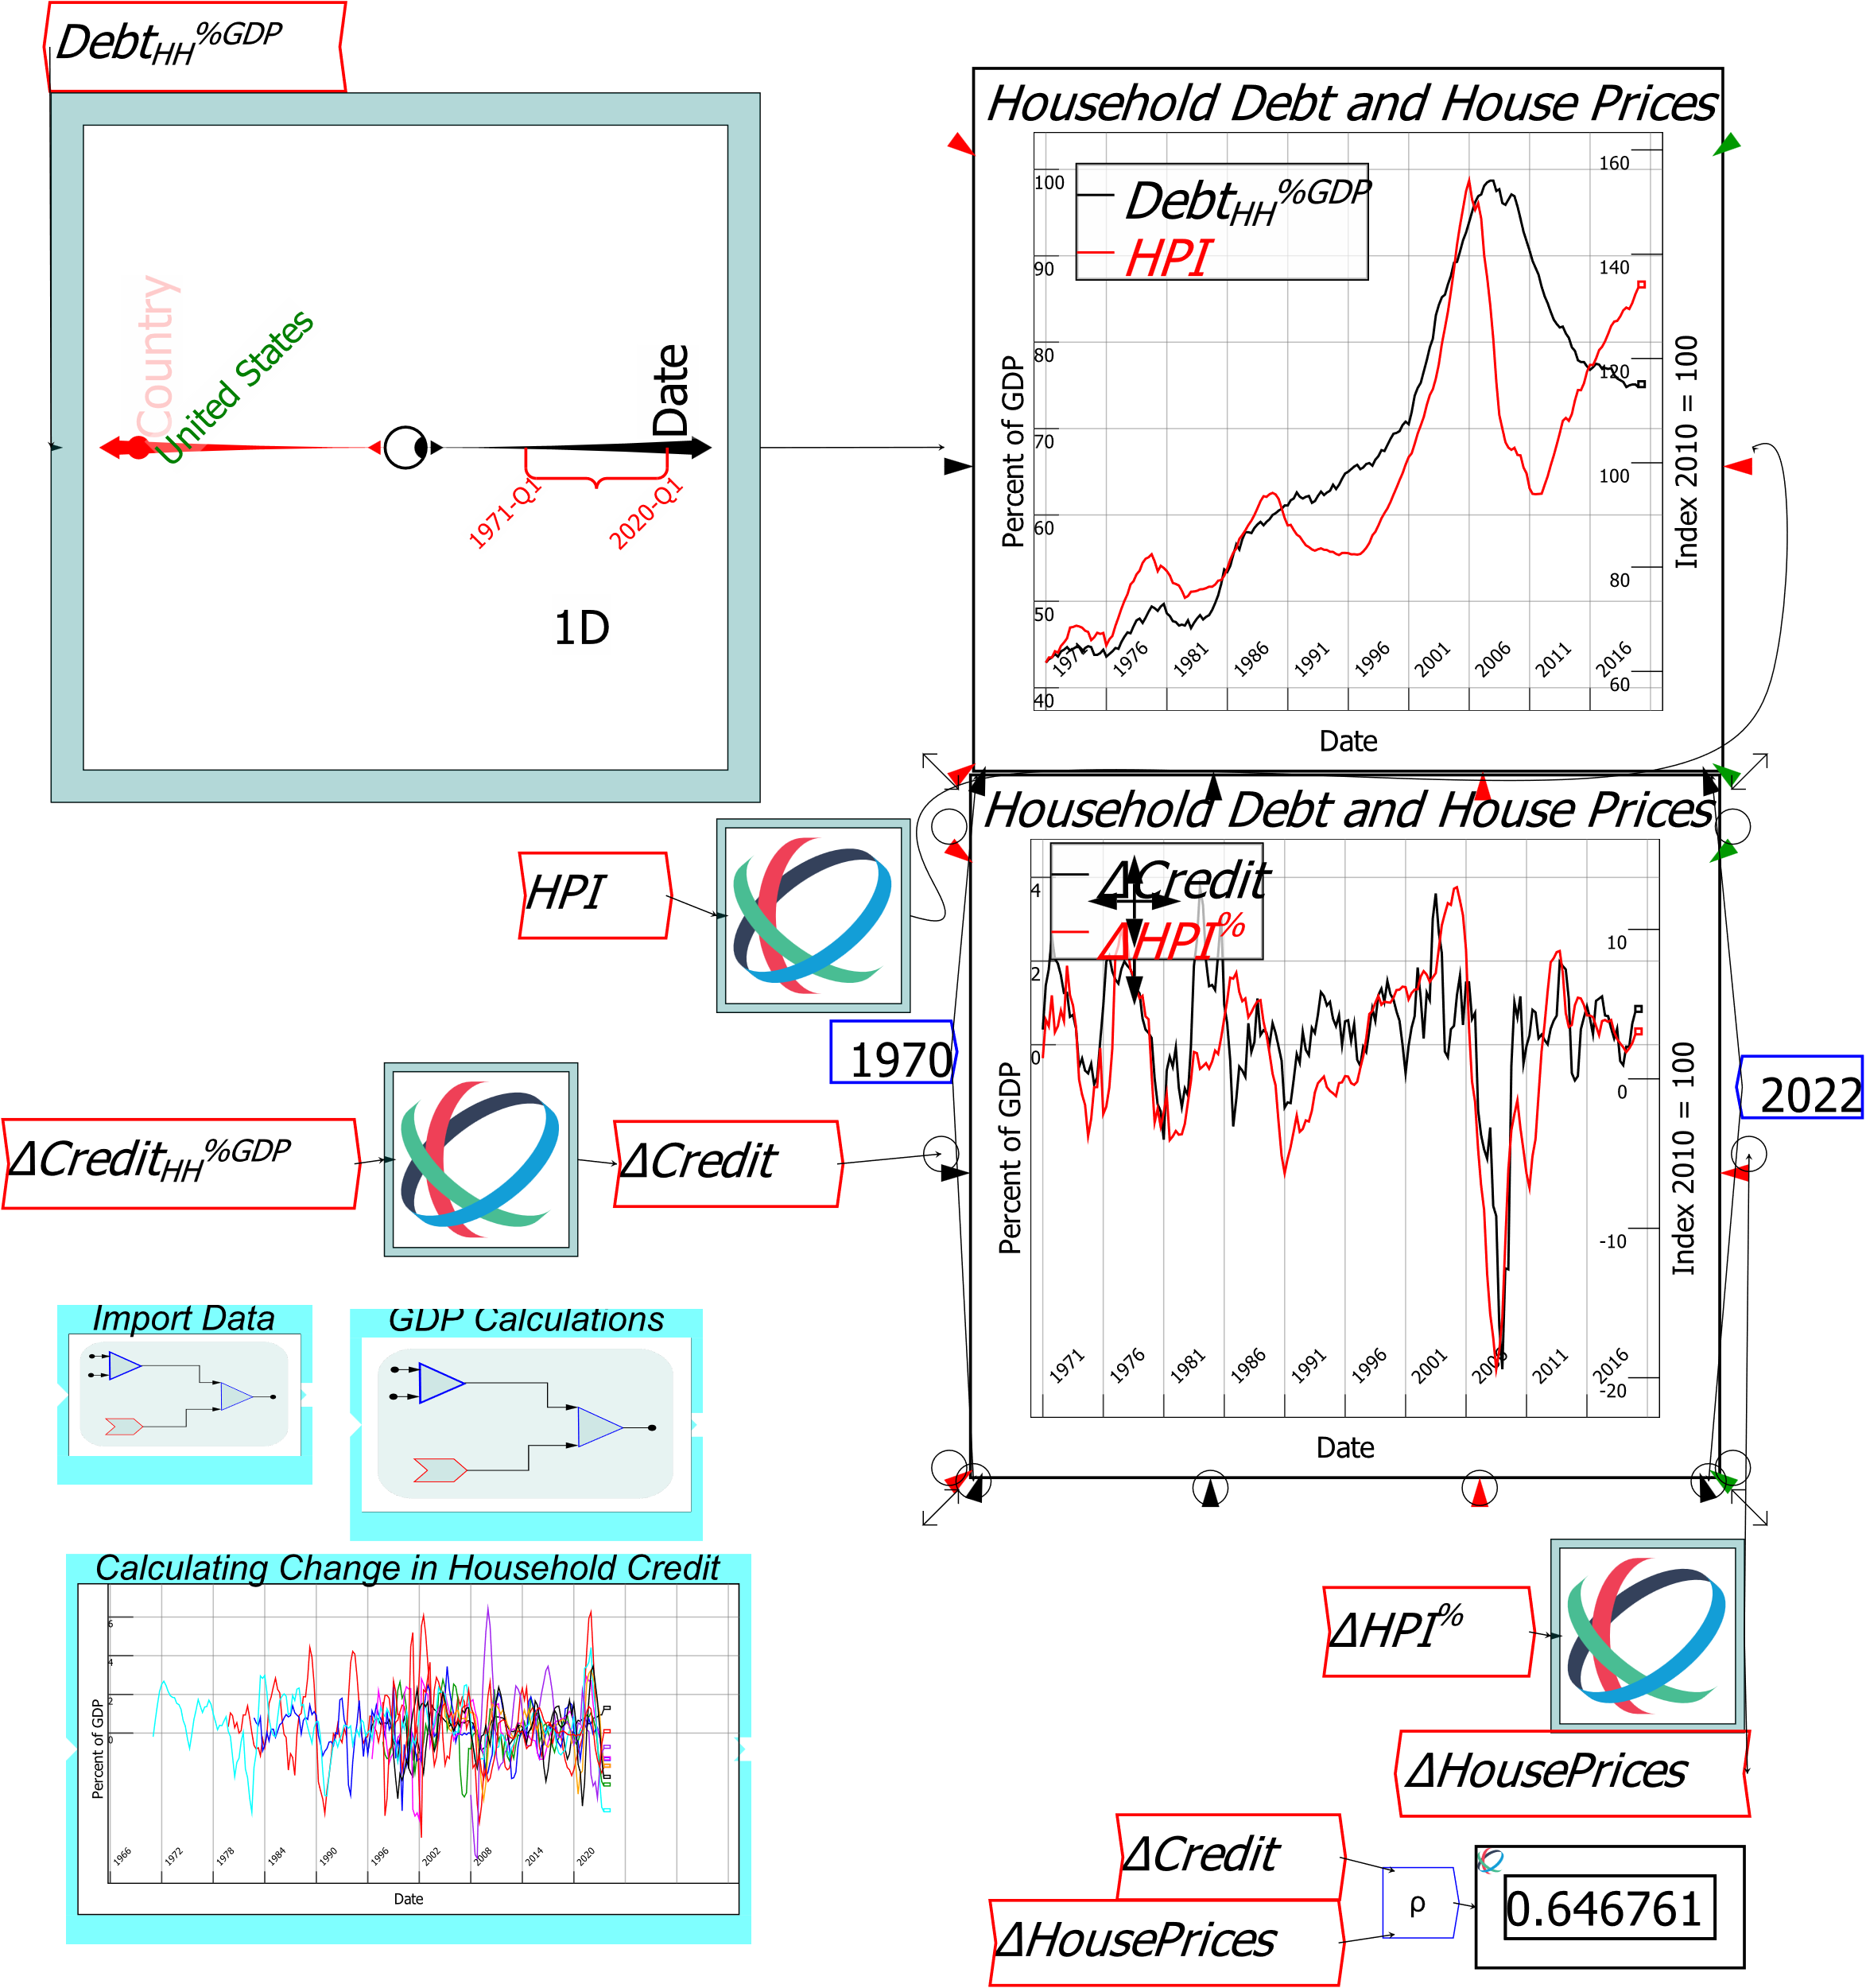 Debt_HH^%GDP
Country
United States
Date
1971-Q1
2020-Q1
1D
Household Debt and House Prices
Debt_HH^%GDP
HPI
100
90
80
70
60
50
40
160
140
120
100
80
60
Percent of GDP
Index 2010 = 100
1971
1976
1981
1986
1991
1996
2001
2006
2011
2016
Date
HPI
Household Debt and House Prices
ΔCredit
ΔHPI^%
4
2
0
10
0
-10
-20
Percent of GDP
Index 2010 = 100
1971
1976
1981
1986
1991
1996
2001
2006
2011
2016
Date
1970
2022
ΔCredit_HH^%GDP
ΔCredit
Import Data
GDP Calculations
Calculating Change in Household Credit
6
4
2
0
Percent of GDP
1966
1972
1978
1984
1990
1996
2002
2008
2014
2020
Date
ΔHPI^%
ΔHousePrices
ΔCredit
ΔHousePrices
ρ
0.646761